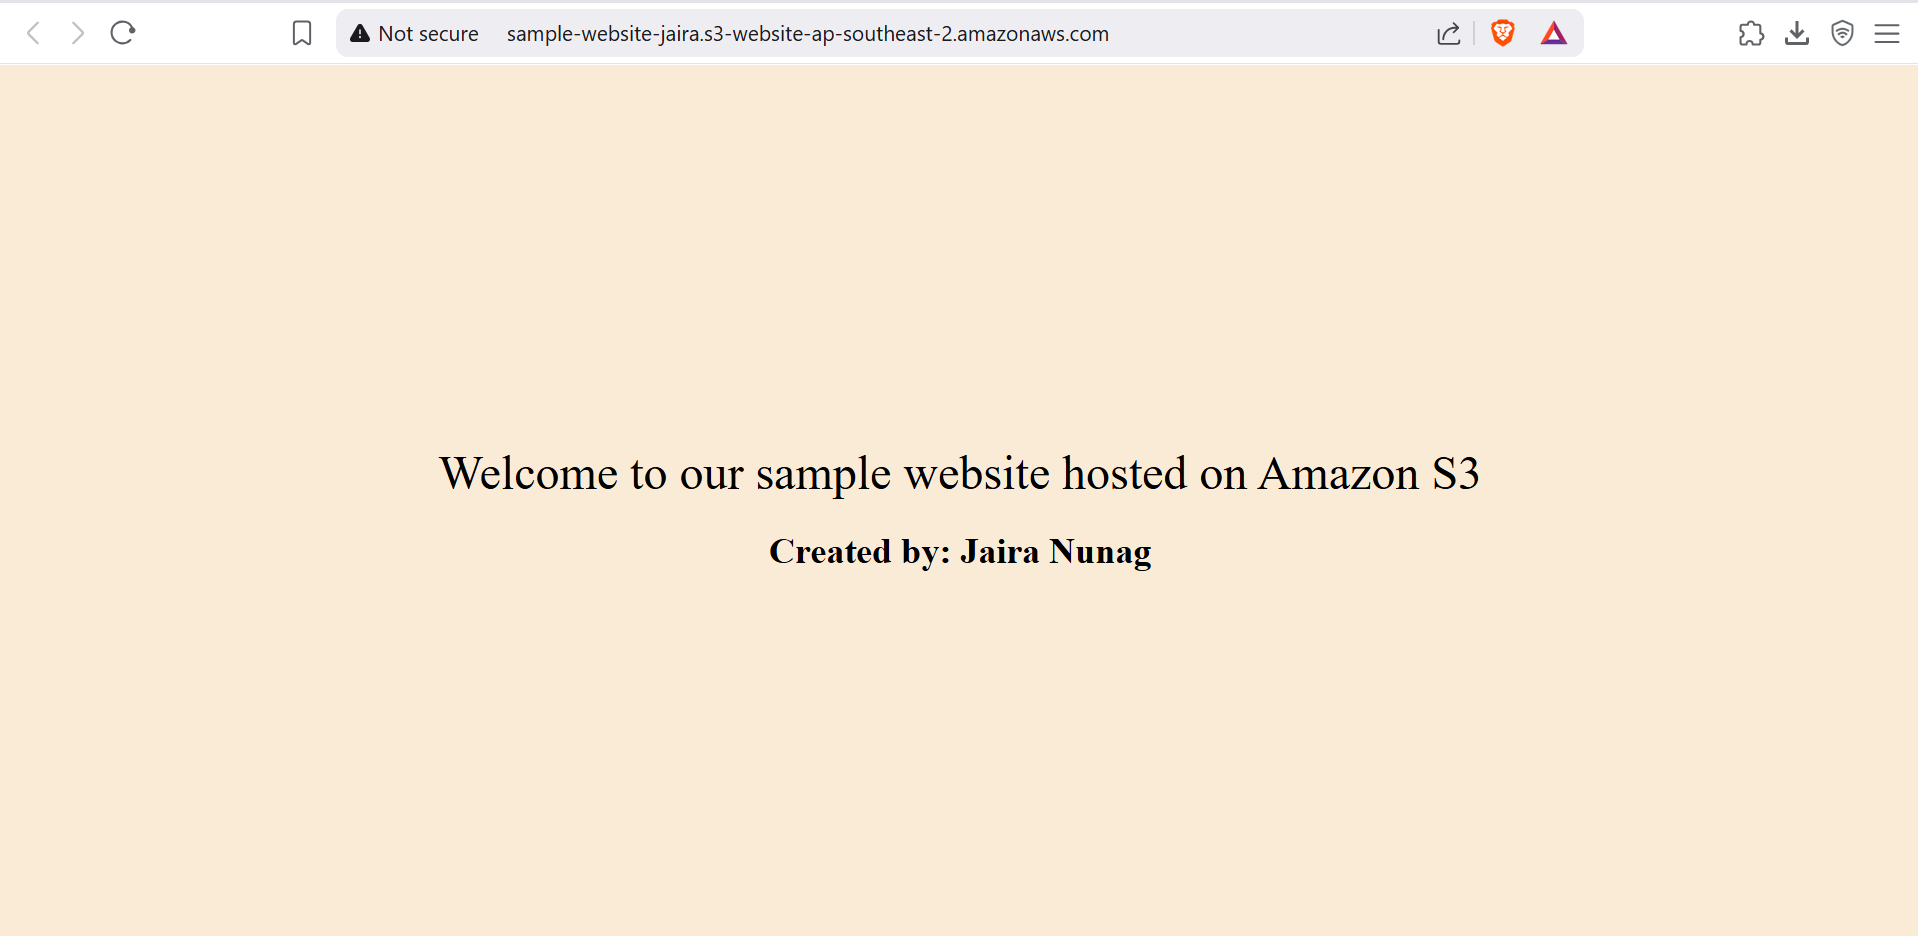 Not secure sample-website-jaira.s3-website-ap-southeast-2.amazonaws.com
Welcome to our sample website hosted on Amazon S3
Created by: Jaira Nunag